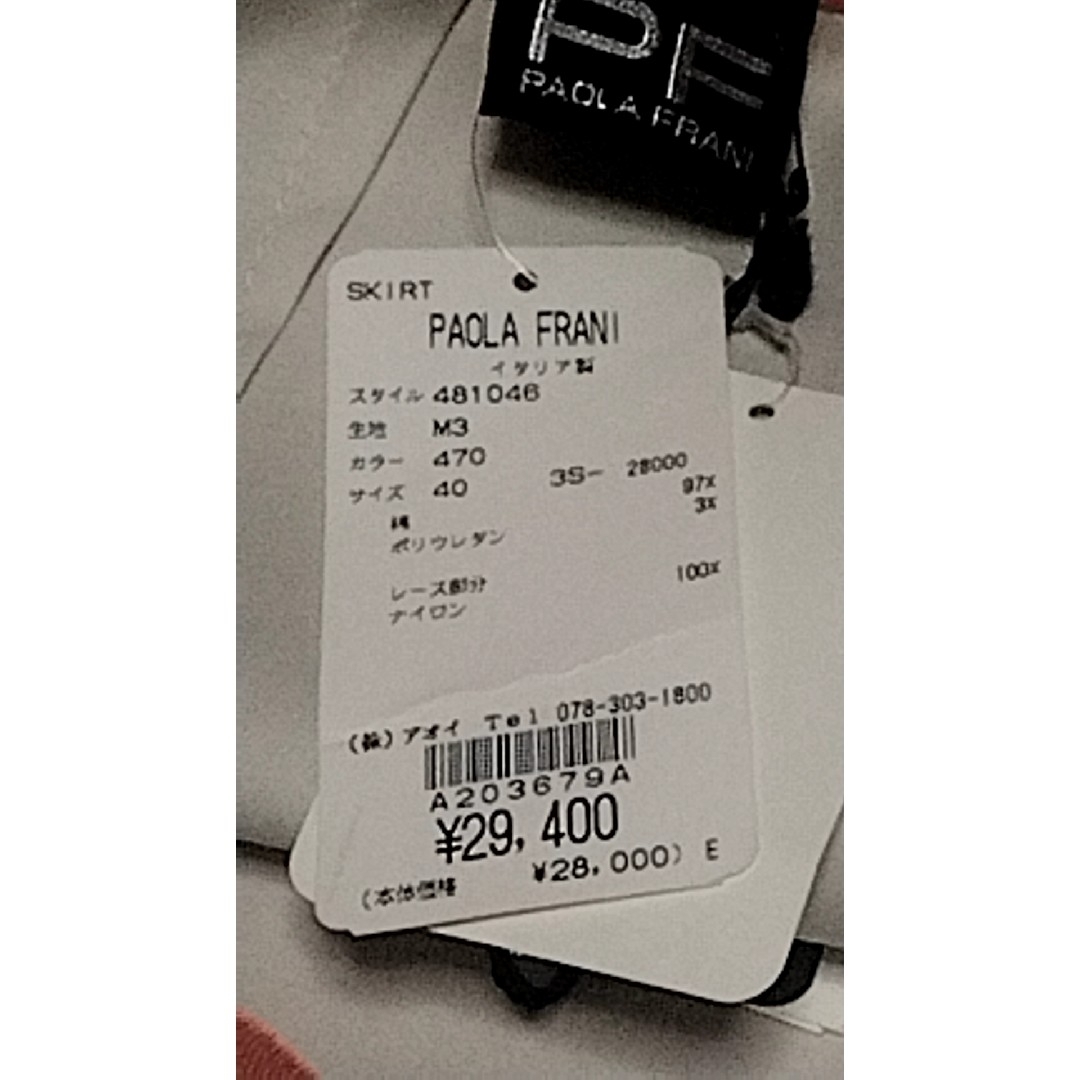 PF
PAOLA FRANI
SKIRT
PAOLA FRANI
イタリア製
スタイル 481046
生地 M3
カラー 470
サイズ 40 3S- 28000
綿 97%
ポリウレタン 3%
レース部分
ナイロン 100%
(株)アオイ Tel 078-303-1800
A203679A
¥29,400
(本体価格 ¥28,000) E